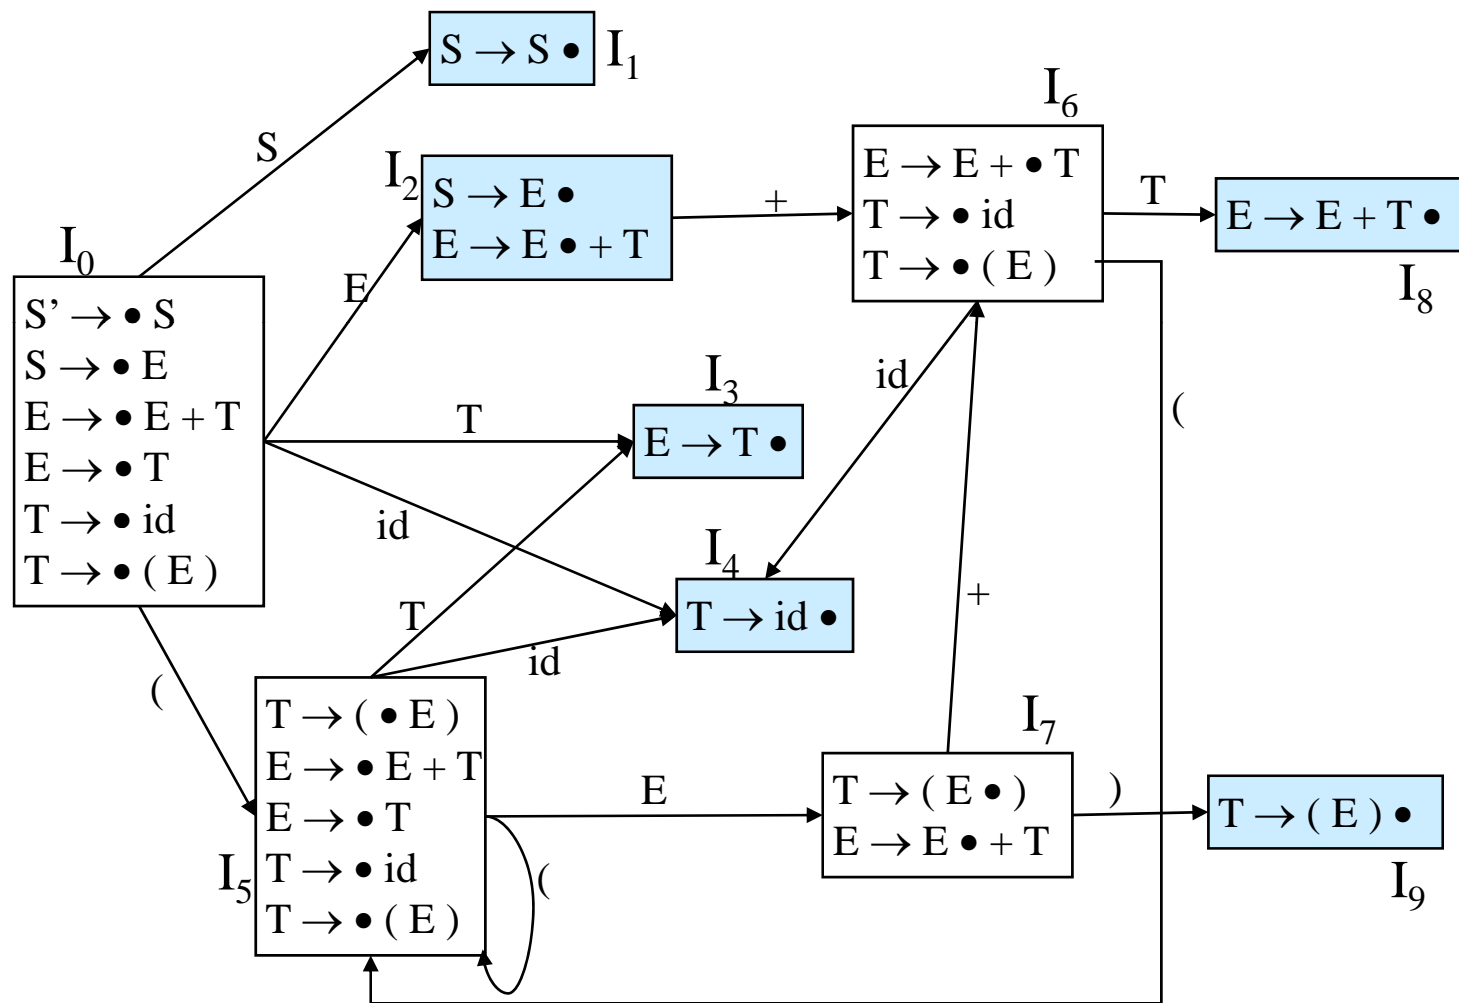 S → S •
I1
S
I2
S → E •
E → E • + T
+
I6
E → E + • T
T → • id
T → • ( E )
T
E → E + T •
I8
I0
S’ → • S
S → • E
E → • E + T
E → • T
T → • id
T → • ( E )
E
T
I3
E → T •
id
(
id
I4
T → id •
T
id
+
(
I5
T → ( • E )
E → • E + T
E → • T
T → • id
T → • ( E )
(
E
I7
T → ( E • )
E → E • + T
)
T → ( E ) •
I9